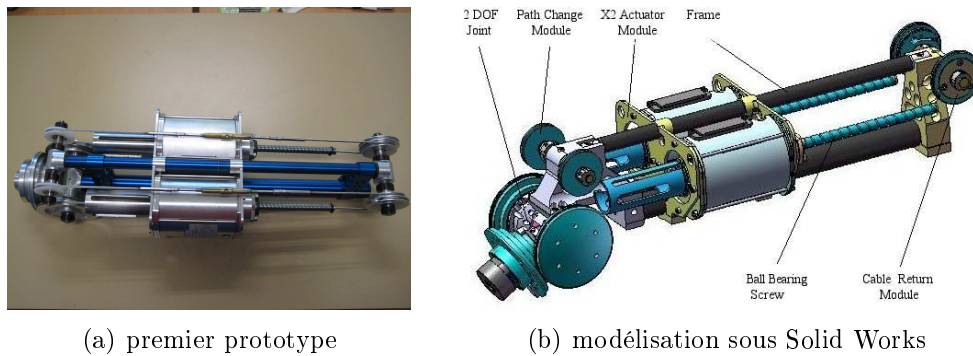 2 DOF
Joint
Path Change
Module
X2 Actuator
Module
Frame
Ball Bearing
Screw
Cable Return
Module
(a) premier prototype
(b) modélisation sous Solid Works